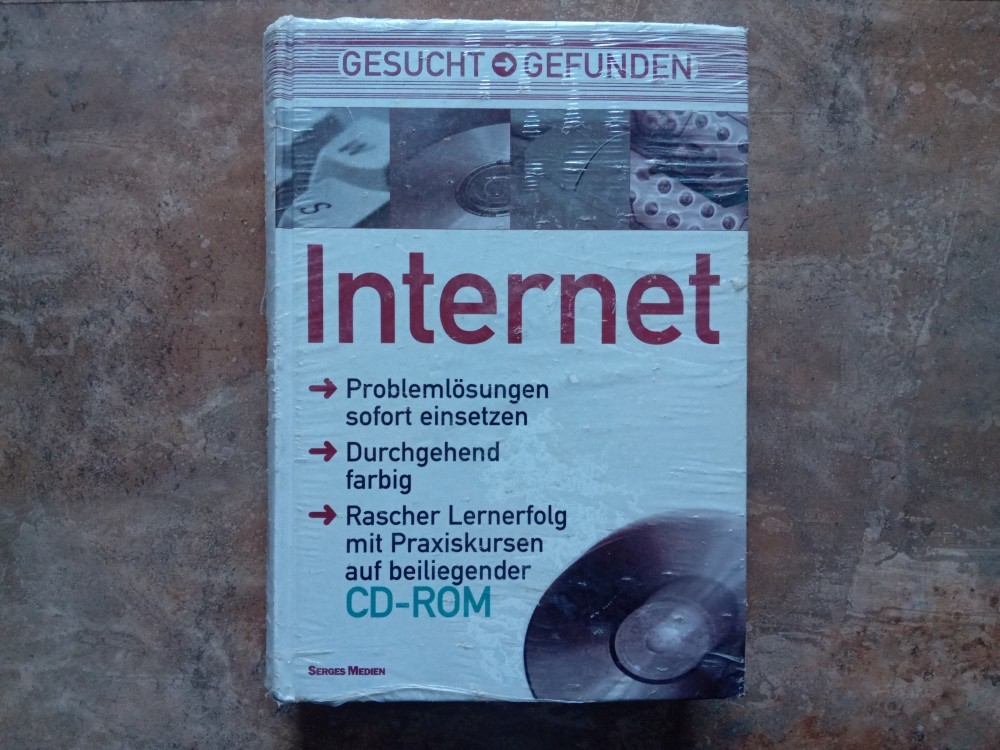 GESUCHT ➔ GEFUNDEN
W
S
Internet
➔ Problemlösungen
sofort einsetzen
➔ Durchgehend
farbig
➔ Rascher Lernerfolg
mit Praxiskursen
auf beiliegender
CD-ROM
SERGES MEDIEN